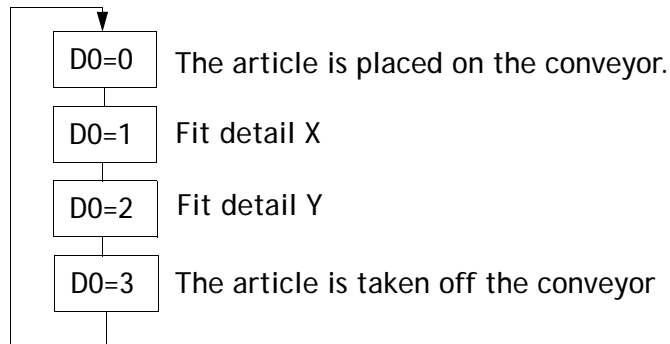 D0=0 The article is placed on the conveyor.
D0=1 Fit detail X
D0=2 Fit detail Y
D0=3 The article is taken off the conveyor